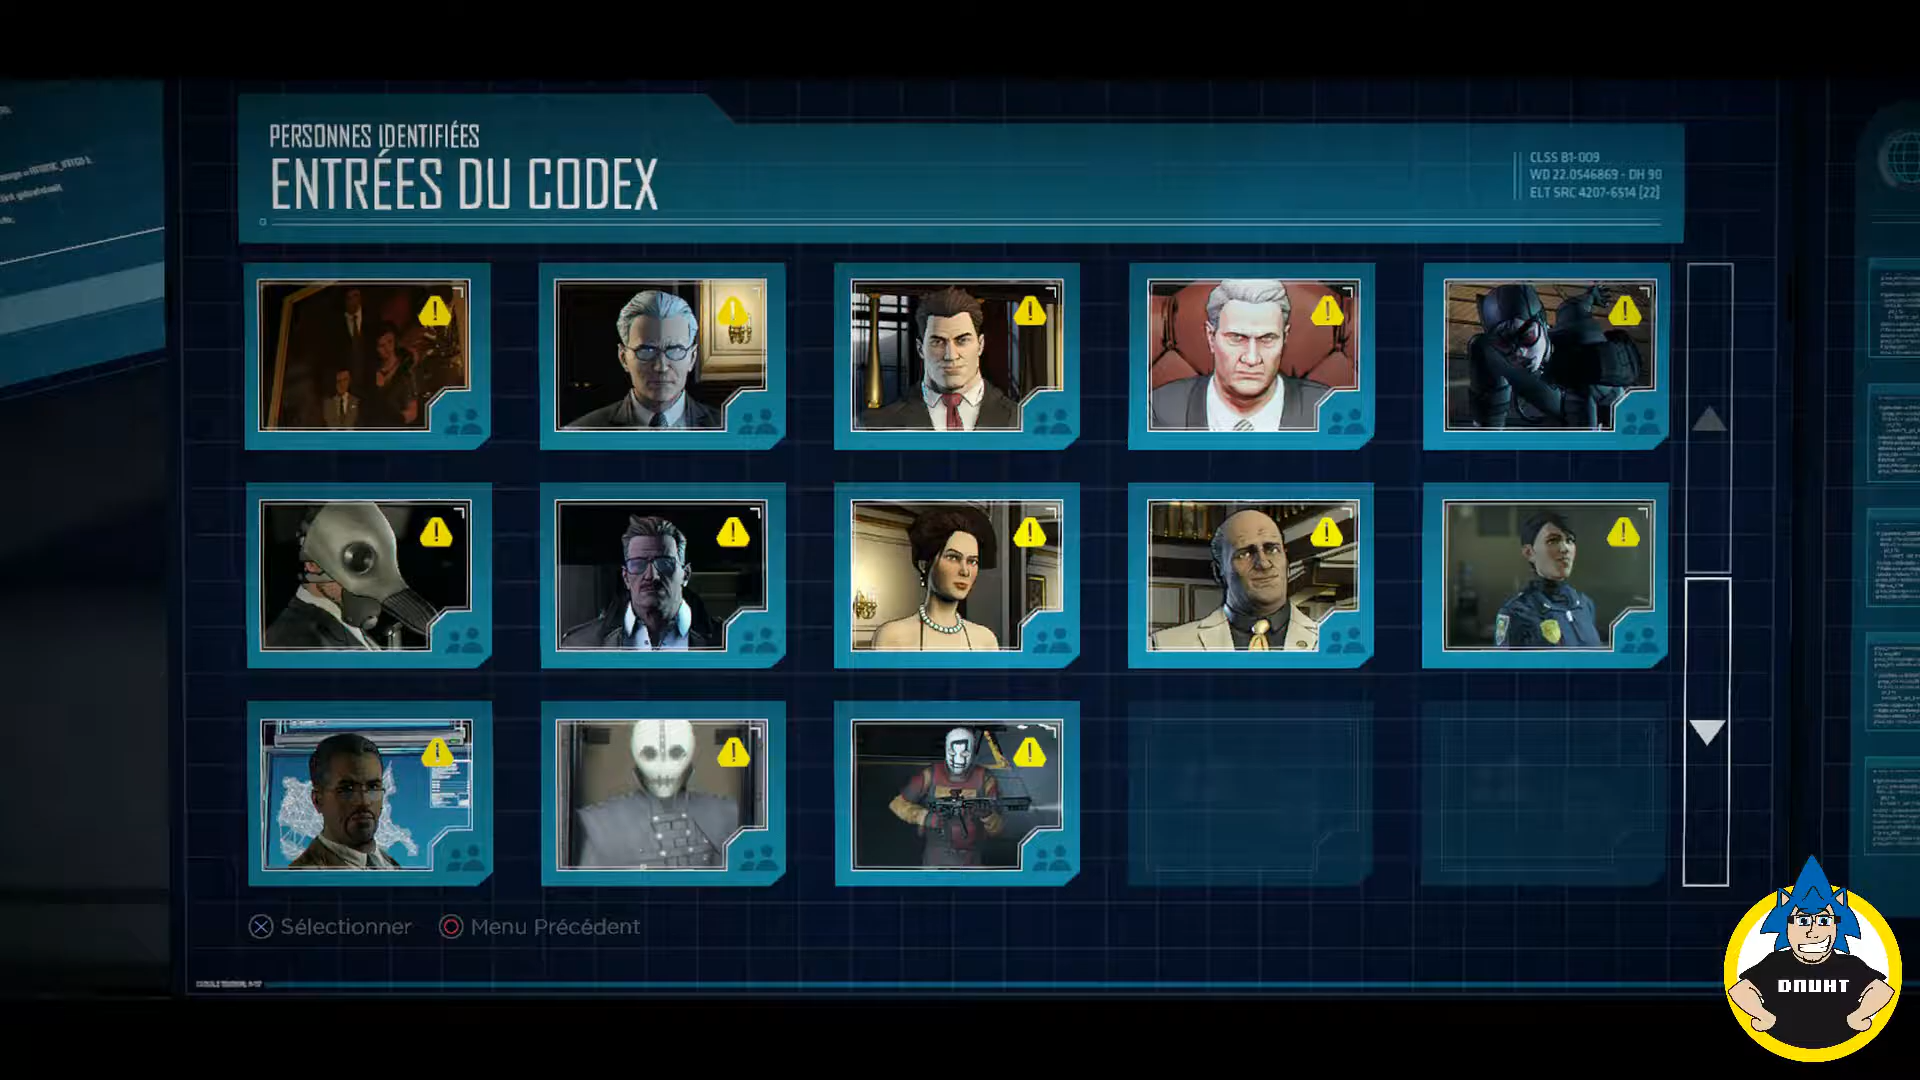 PERSONNES IDENTIFIÉES
ENTRÉES DU CODEX
CLSS B1-009
WD 22.0546869 - DH 90
ELT SRC 4207-6514 [22]
Sélectionner
Menu Précédent
DNUHT